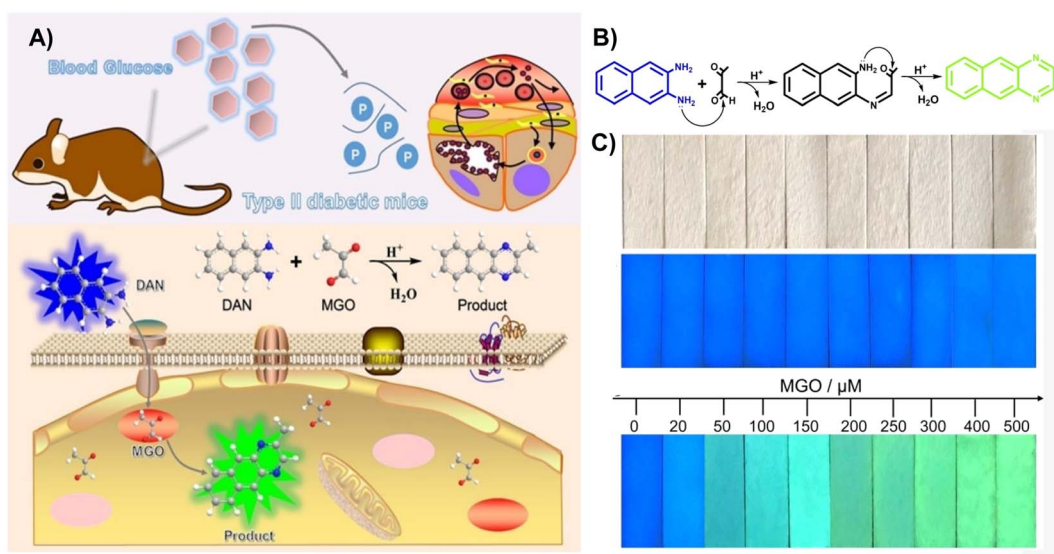 A)
Blood Glucose
P
P
P
P
Type II diabetic mice
DAN
+
H⁺
H₂O
DAN
MGO
Product
MGO
Product
B)
NH₂
NH₂
+
O
O
H
H⁺
H₂O
NH₂
O
N
H⁺
H₂O
N
N
C)
MGO / μM
0 20 50 100 150 200 250 300 400 500